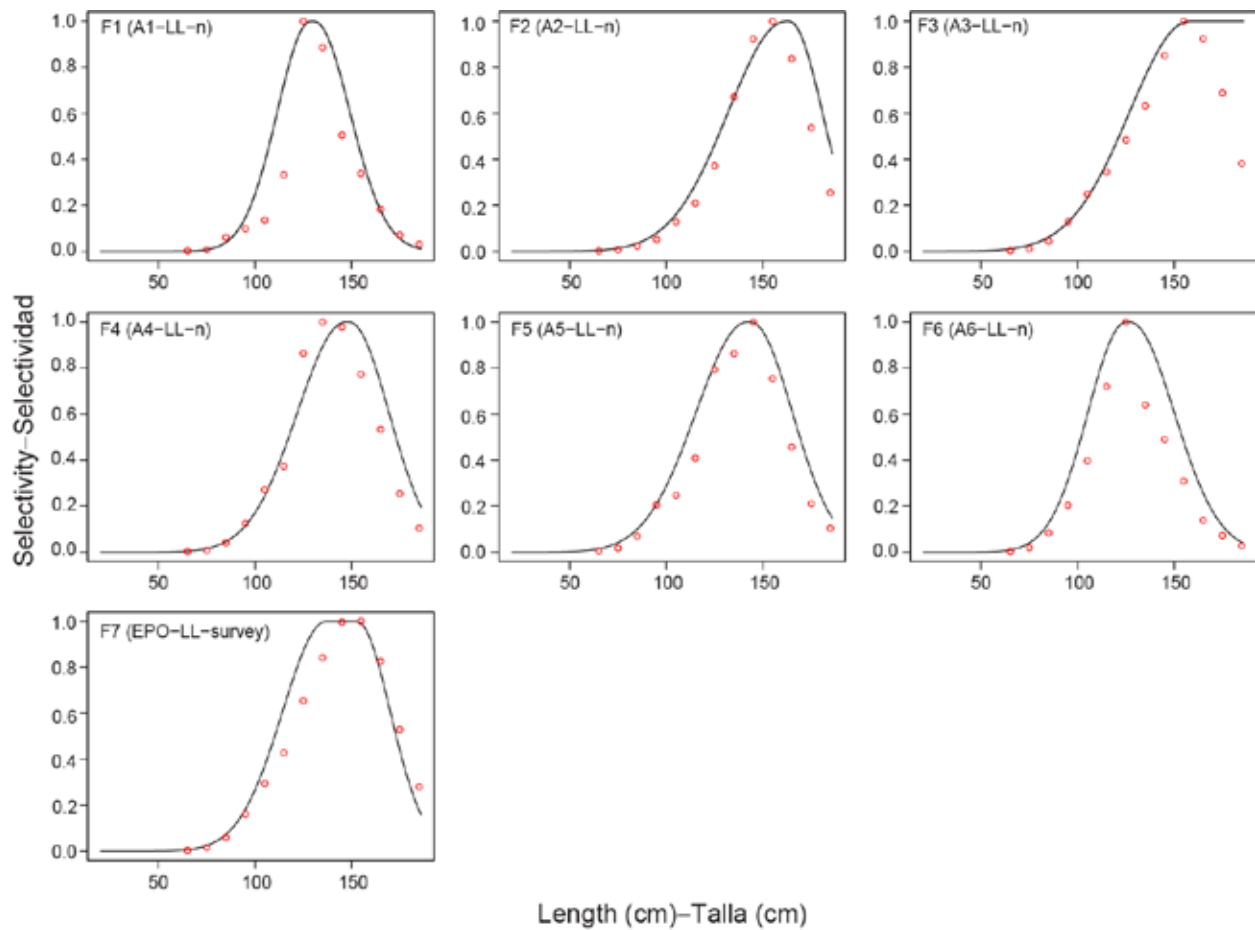 F1 (A1−LL−n)
1.0
0.8
0.6
0.4
0.2
0.0
50 100 150
F2 (A2−LL−n)
1.0
0.8
0.6
0.4
0.2
0.0
50 100 150
F3 (A3−LL−n)
1.0
0.8
0.6
0.4
0.2
0.0
50 100 150
Selectivity−Selectividad
F4 (A4−LL−n)
1.0
0.8
0.6
0.4
0.2
0.0
50 100 150
F5 (A5−LL−n)
1.0
0.8
0.6
0.4
0.2
0.0
50 100 150
F6 (A6−LL−n)
1.0
0.8
0.6
0.4
0.2
0.0
50 100 150
F7 (EPO−LL−survey)
1.0
0.8
0.6
0.4
0.2
0.0
50 100 150
Length (cm)−Talla (cm)